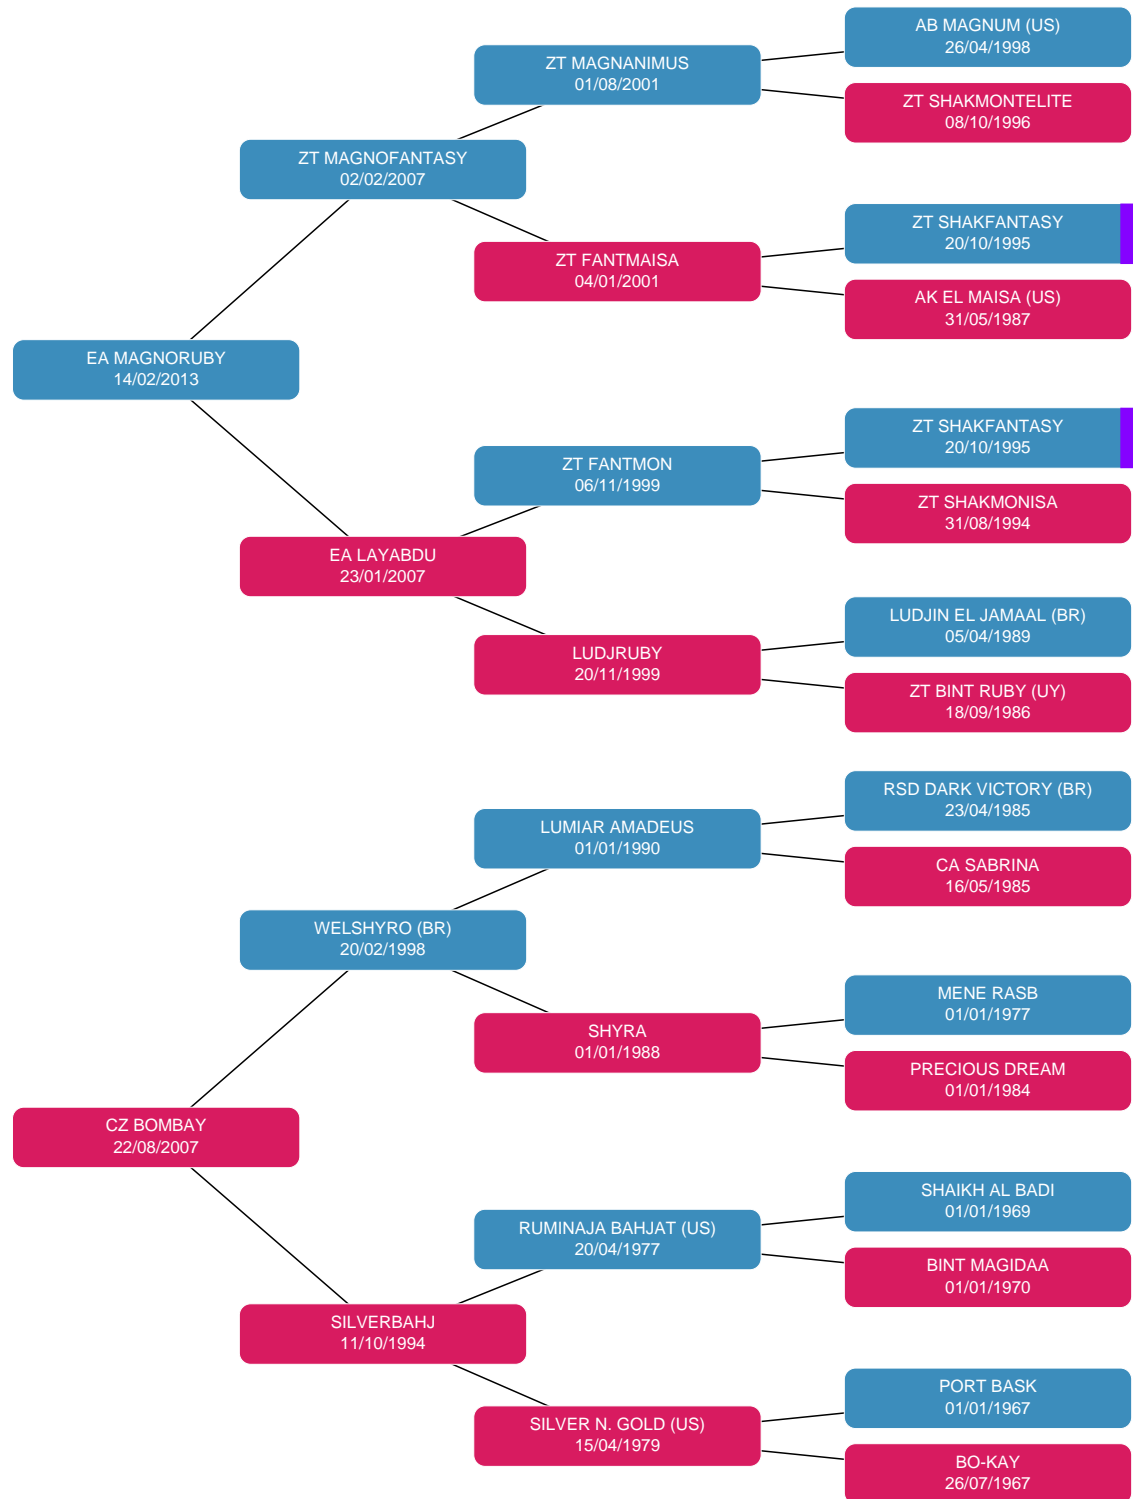 AB MAGNUM (US)
26/04/1998
ZT MAGNANIMUS
01/08/2001
ZT SHAKMONTELITE
08/10/1996
ZT MAGNOFANTASY
02/02/2007
ZT SHAKFANTASY
20/10/1995
ZT FANTMAISA
04/01/2001
AK EL MAISA (US)
31/05/1987
EA MAGNORUBY
14/02/2013
ZT SHAKFANTASY
20/10/1995
ZT FANTMON
06/11/1999
ZT SHAKMONISA
31/08/1994
EA LAYABDU
23/01/2007
LUDJIN EL JAMAAL (BR)
05/04/1989
LUDJRUBY
20/11/1999
ZT BINT RUBY (UY)
18/09/1986
RSD DARK VICTORY (BR)
23/04/1985
LUMIAR AMADEUS
01/01/1990
CA SABRINA
16/05/1985
WELSHYRO (BR)
20/02/1998
MENE RASB
01/01/1977
SHYRA
01/01/1988
PRECIOUS DREAM
01/01/1984
CZ BOMBAY
22/08/2007
SHAIKH AL BADI
01/01/1969
RUMINAJA BAHJAT (US)
20/04/1977
BINT MAGIDAA
01/01/1970
SILVERBAHJ
11/10/1994
PORT BASK
01/01/1967
SILVER N. GOLD (US)
15/04/1979
BO-KAY
26/07/1967